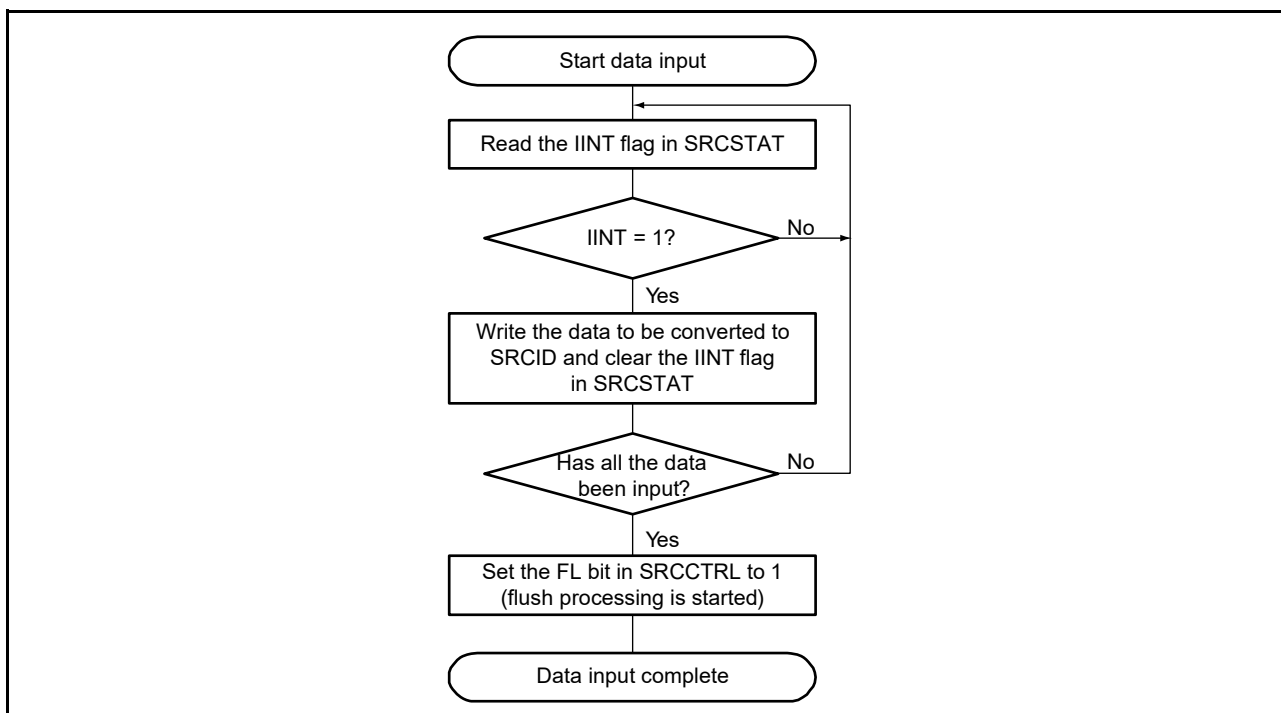 Start data input
Read the IINT flag in SRCSTAT
IINT = 1?
No
Yes
Write the data to be converted to
SRCID and clear the IINT flag
in SRCSTAT
Has all the data
been input?
No
Yes
Set the FL bit in SRCCTRL to 1
(flush processing is started)
Data input complete